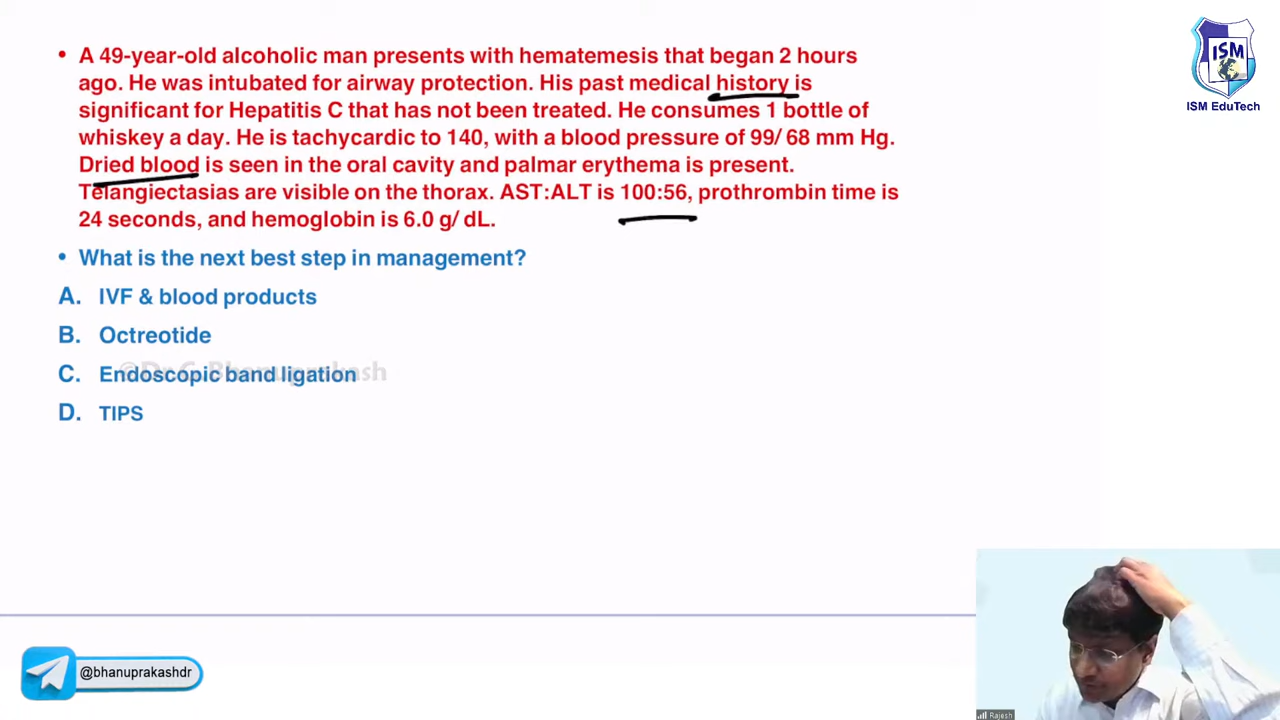 • A 49-year-old alcoholic man presents with hematemesis that began 2 hours
ago. He was intubated for airway protection. His past medical history is
significant for Hepatitis C that has not been treated. He consumes 1 bottle of
whiskey a day. He is tachycardic to 140, with a blood pressure of 99/ 68 mm Hg.
Dried blood is seen in the oral cavity and palmar erythema is present.
Telangiectasias are visible on the thorax. AST:ALT is 100:56, prothrombin time is
24 seconds, and hemoglobin is 6.0 g/ dL.
• What is the next best step in management?
A. IVF & blood products
B. Octreotide
C. Endoscopic band ligation
©Dr.G.Bhanuprakash
D. TIPS
ISM
ISM EduTech
@bhanuprakashdr
Rajesh